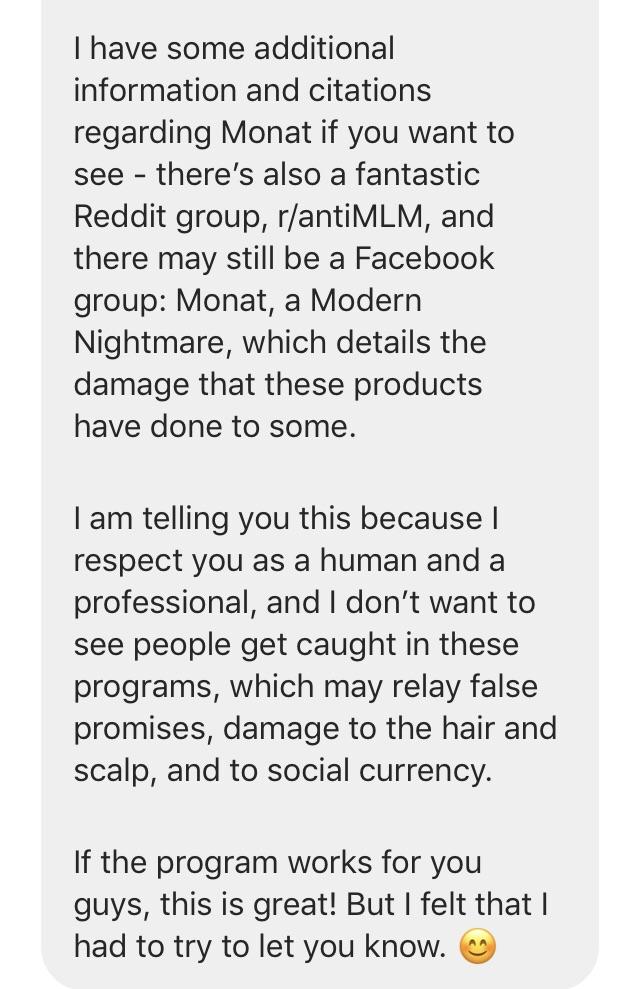 I have some additional
information and citations
regarding Monat if you want to
see - there’s also a fantastic
Reddit group, r/antiMLM, and
there may still be a Facebook
group: Monat, a Modern
Nightmare, which details the
damage that these products
have done to some.
I am telling you this because I
respect you as a human and a
professional, and I don’t want to
see people get caught in these
programs, which may relay false
promises, damage to the hair and
scalp, and to social currency.
If the program works for you
guys, this is great! But I felt that I
had to try to let you know. 😊